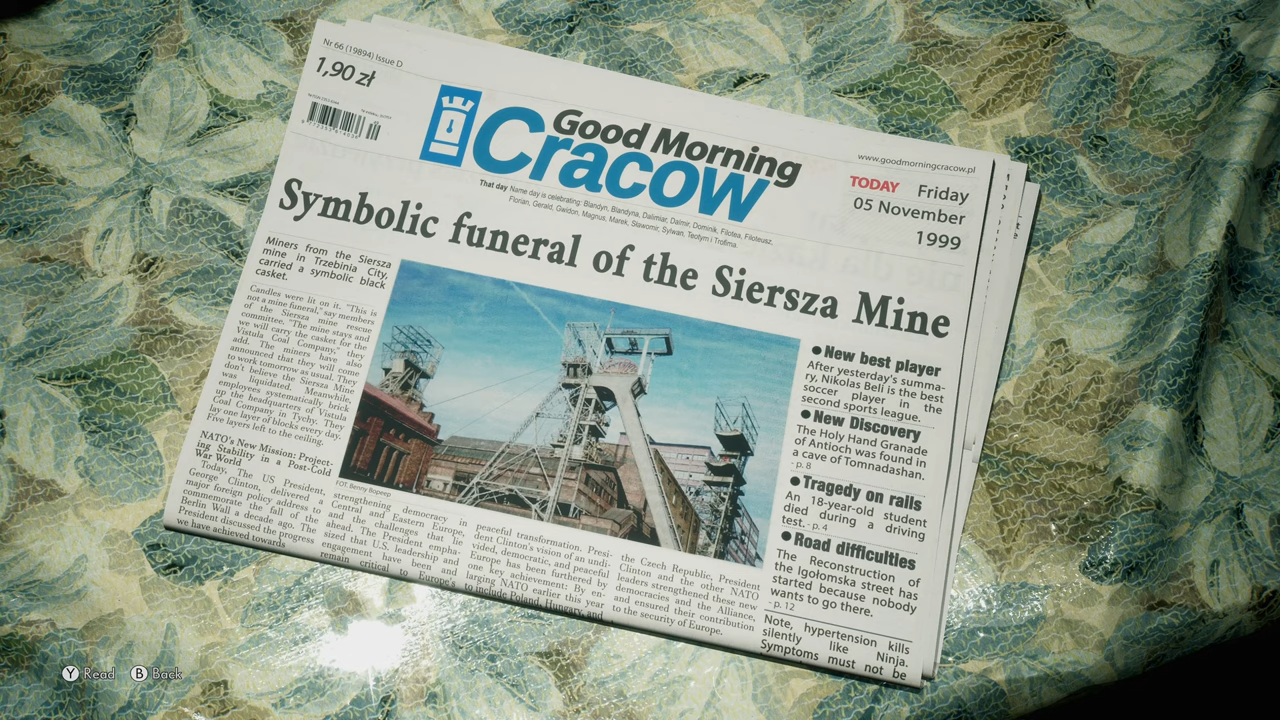 Nr 66 (19894) Issue D
1,90 zł
Good Morning
Cracow
www.goodmorningcracow.pl
TODAY Friday
05 November
1999
That day Name day is celebrating: Blandyn, Blandyna, Dalimiar, Dalmir, Dominik, Filotea, Filoteusz,
Florian, Gerald, Gwidon, Magnus, Marek, Sławomir, Sylwan, Teofym i Trofima.
Symbolic funeral of the Siersza Mine
Miners from the Siersza
mine in Trzebinia City,
carried a symbolic black
casket.
Candles were lit on it. "This is
not a mine funeral," say members
of the Siersza mine rescue
committee. "The mine stays and
we will carry the casket for the
Vistula Coal Company," they
add. The miners have also
announced that they will come
to work tomorrow as usual. They
don't believe the Siersza Mine
was liquidated. Meanwhile,
employees systematically brick
up the headquarters of Vistula
Coal Company in Tychy. They
lay one layer of blocks every day.
Five layers left to the ceiling.
NATO's New Mission: Project-
ing Stability in a Post-Cold
War World
Today, The US President,
George Clinton, delivered a
major foreign policy address to
commemorate the fall of the
Berlin Wall a decade ago. The
President discussed the progress
we have achieved towards
FOT. Benny Ropeep
strengthening democracy in
Central and Eastern Europe,
and the challenges that lie
ahead. The President empha-
sized that U.S. leadership and
engagement have been and
remain critical to Europe's
peaceful transformation. Presi-
dent Clinton's vision of an undi-
vided, democratic, and peaceful
Europe has been furthered by
one key achievement. By en-
larging NATO earlier this year
to include Poland, Hungary, and
the Czech Republic, President
Clinton and the other NATO
leaders strengthened these new
democracies and the Alliance,
and ensured their contribution
to the security of Europe.
● New best player
After yesterday's summa-
ry, Nikolas Beli is the best
soccer player in the
second sports league.
● New Discovery
The Holy Hand Granade
of Antioch was found in
a cave of Tomnadashan.
- p. 8
● Tragedy on rails
An 18-year-old student
died during a driving
test. - p. 4
● Road difficulties
The Reconstruction of
the Igołomska street has
started because nobody
wants to go there.
- p. 12
Note, hypertension kills
silently like Ninja.
Symptoms must not be
Y Read B Back